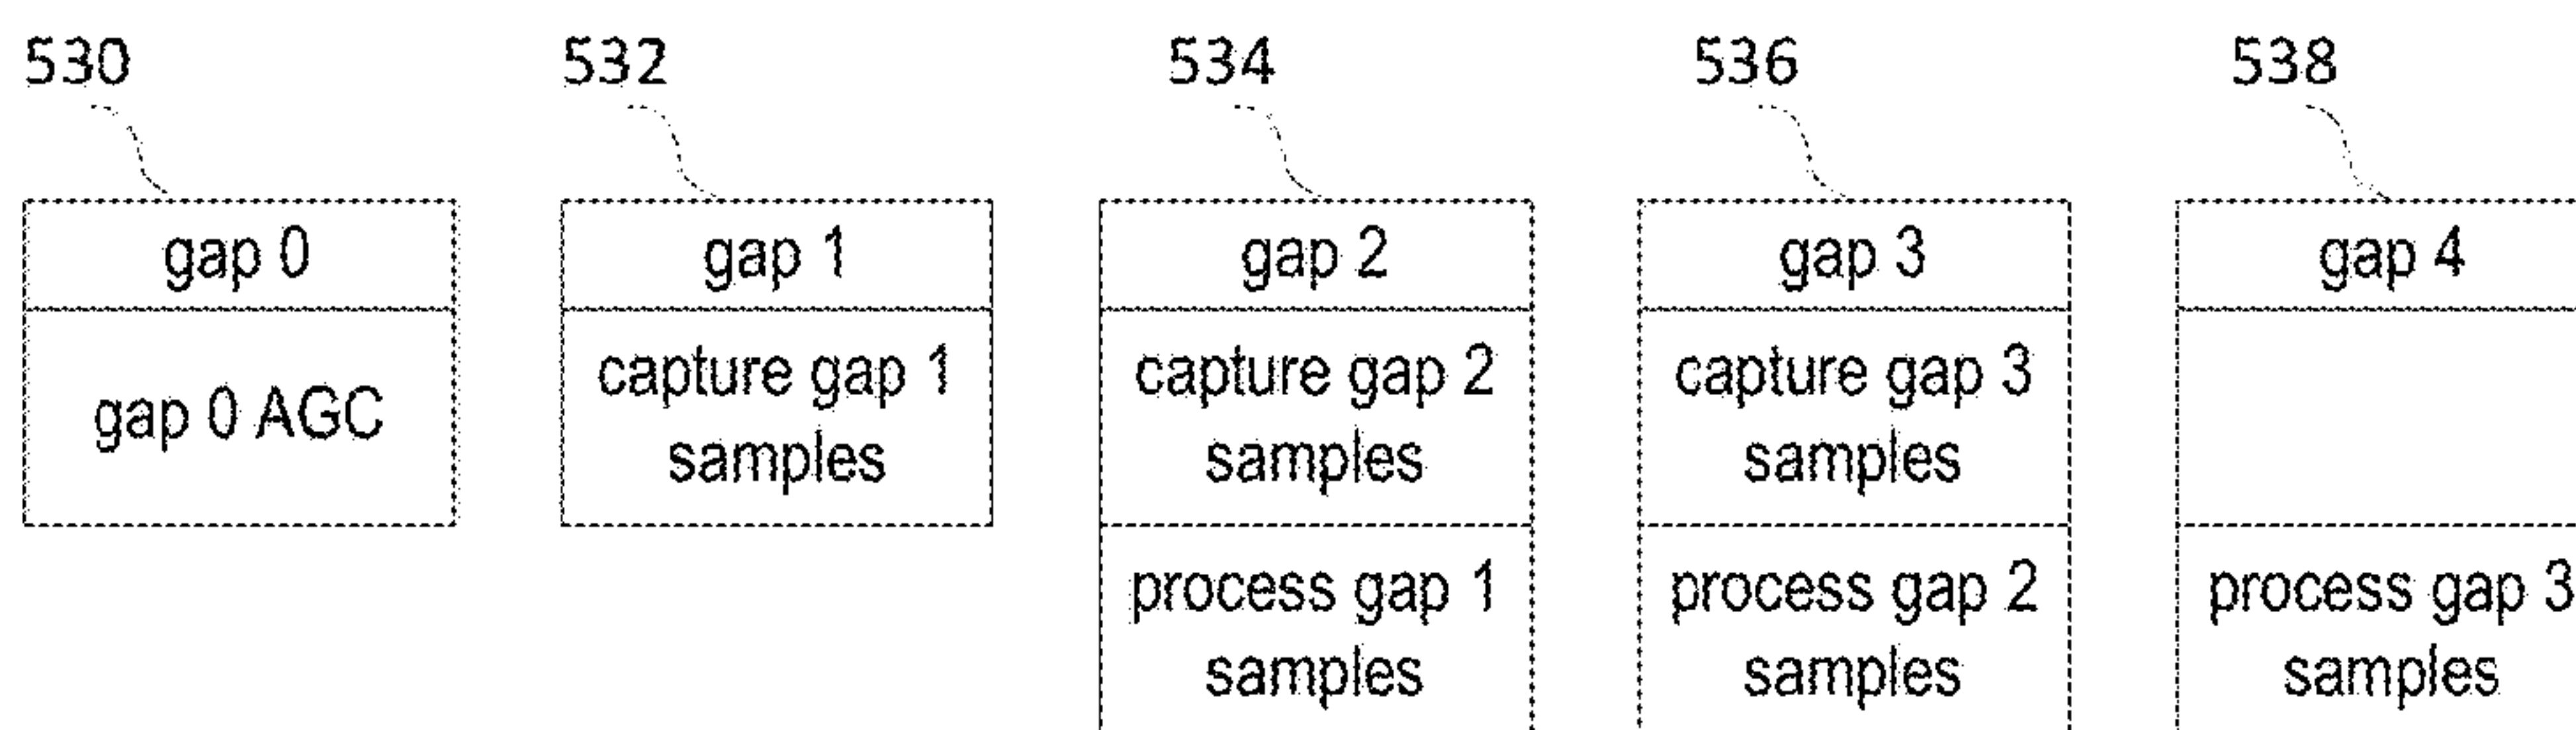 530
532
534
536
538
gap 0
gap 1
gap 2
gap 3
gap 4
gap 0 AGC
capture gap 1
samples
capture gap 2
samples
capture gap 3
samples
process gap 1
samples
process gap 2
samples
process gap 3
samples